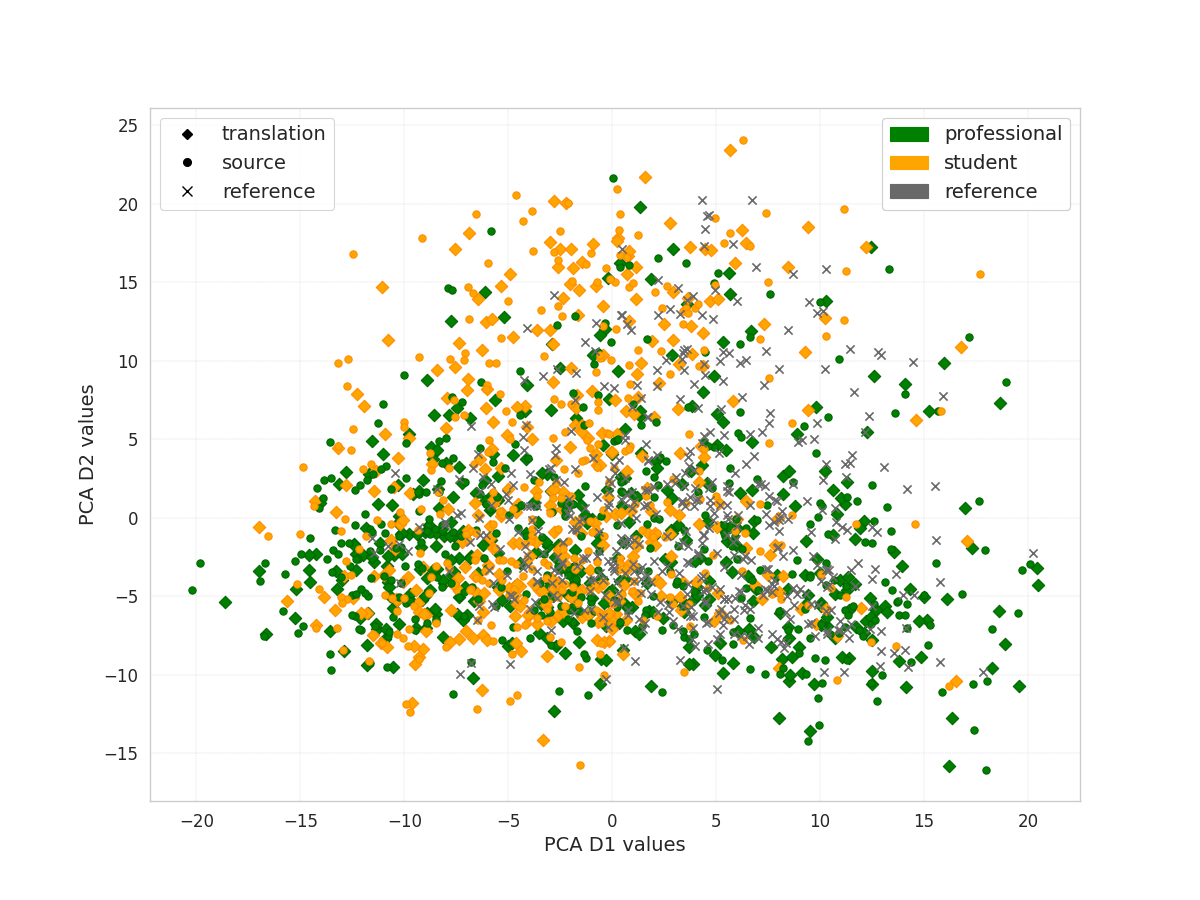 translation
source
reference
professional
student
reference
25
20
15
10
5
0
−5
−10
−15
PCA D2 values
−20
−15
−10
−5
0
5
10
15
20
PCA D1 values